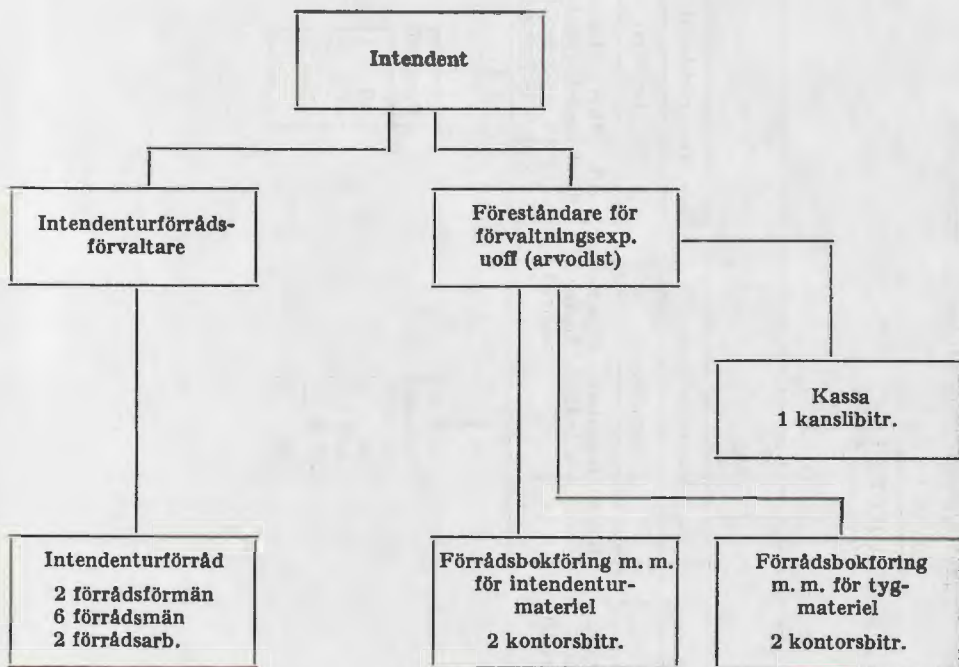 Intendent
Intendenturförråds-
förvaltare
Föreståndare för
förvaltningsexp.
uoff (arvodist)
Kassa
1 kanslibitr.
Intendenturförråd
2 förrådsförmän
6 förrådsmän
2 förrådsarb.
Förrådsbokföring m. m.
för intendentur-
materiel
2 kontorsbitr.
Förrådsbokföring
m. m. för tyg-
materiel
2 kontorsbitr.